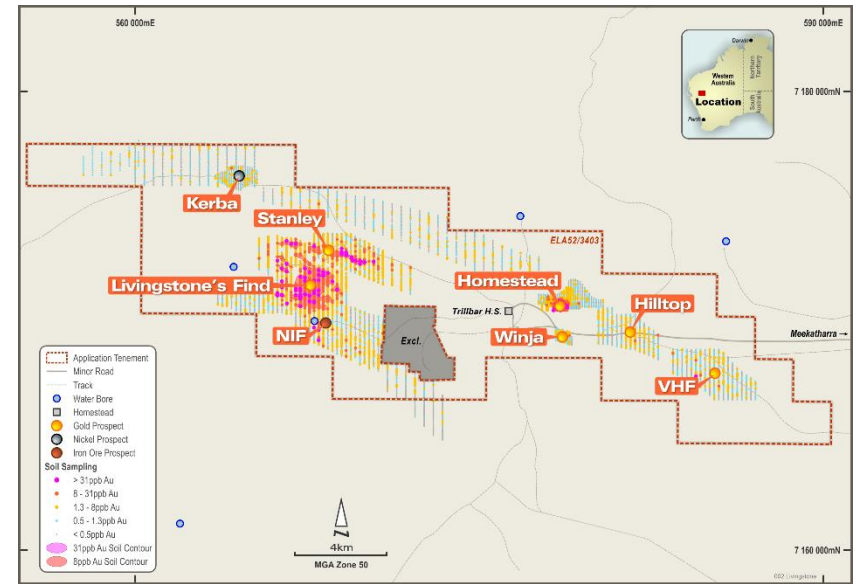 560 000mE
590 000mE
Darwin
Western
Australia
Northern
Territory
South
Australia
Location
Perth
7 180 000mN
Kerba
Stanley
ELA52/3403
Livingstone's Find
Homestead
Hilltop
Trillbar H.S.
NIF
Excl.
Winja
Meekatharra →
VHF
Application Tenement
Minor Road
Track
Water Bore
Homestead
Gold Prospect
Nickel Prospect
Iron Ore Prospect
Soil Sampling
> 31ppb Au
8 - 31ppb Au
1.3 - 8ppb Au
0.5 - 1.3ppb Au
< 0.5ppb Au
31ppb Au Soil Contour
8ppb Au Soil Contour
N
4km
MGA Zone 50
7 160 000mN